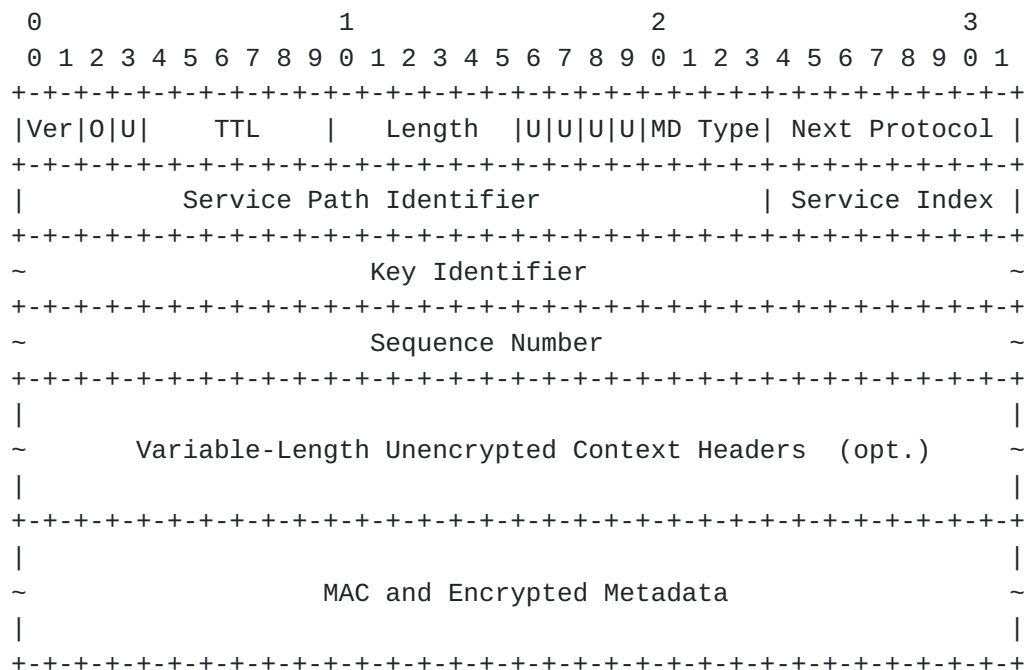 0                   1                   2                   3
 0 1 2 3 4 5 6 7 8 9 0 1 2 3 4 5 6 7 8 9 0 1 2 3 4 5 6 7 8 9 0 1
+-+-+-+-+-+-+-+-+-+-+-+-+-+-+-+-+-+-+-+-+-+-+-+-+-+-+-+-+-+-+-+-+
|Ver|O|U|    TTL    |   Length  |U|U|U|U|MD Type| Next Protocol |
+-+-+-+-+-+-+-+-+-+-+-+-+-+-+-+-+-+-+-+-+-+-+-+-+-+-+-+-+-+-+-+-+
|          Service Path Identifier              | Service Index |
+-+-+-+-+-+-+-+-+-+-+-+-+-+-+-+-+-+-+-+-+-+-+-+-+-+-+-+-+-+-+-+-+
~                      Key Identifier                           ~
+-+-+-+-+-+-+-+-+-+-+-+-+-+-+-+-+-+-+-+-+-+-+-+-+-+-+-+-+-+-+-+-+
~                      Sequence Number                          ~
+-+-+-+-+-+-+-+-+-+-+-+-+-+-+-+-+-+-+-+-+-+-+-+-+-+-+-+-+-+-+-+-+
|                                                               |
~       Variable-Length Unencrypted Context Headers  (opt.)     ~
|                                                               |
+-+-+-+-+-+-+-+-+-+-+-+-+-+-+-+-+-+-+-+-+-+-+-+-+-+-+-+-+-+-+-+-+
|                                                               |
~                   MAC and Encrypted Metadata                  ~
|                                                               |
+-+-+-+-+-+-+-+-+-+-+-+-+-+-+-+-+-+-+-+-+-+-+-+-+-+-+-+-+-+-+-+-+